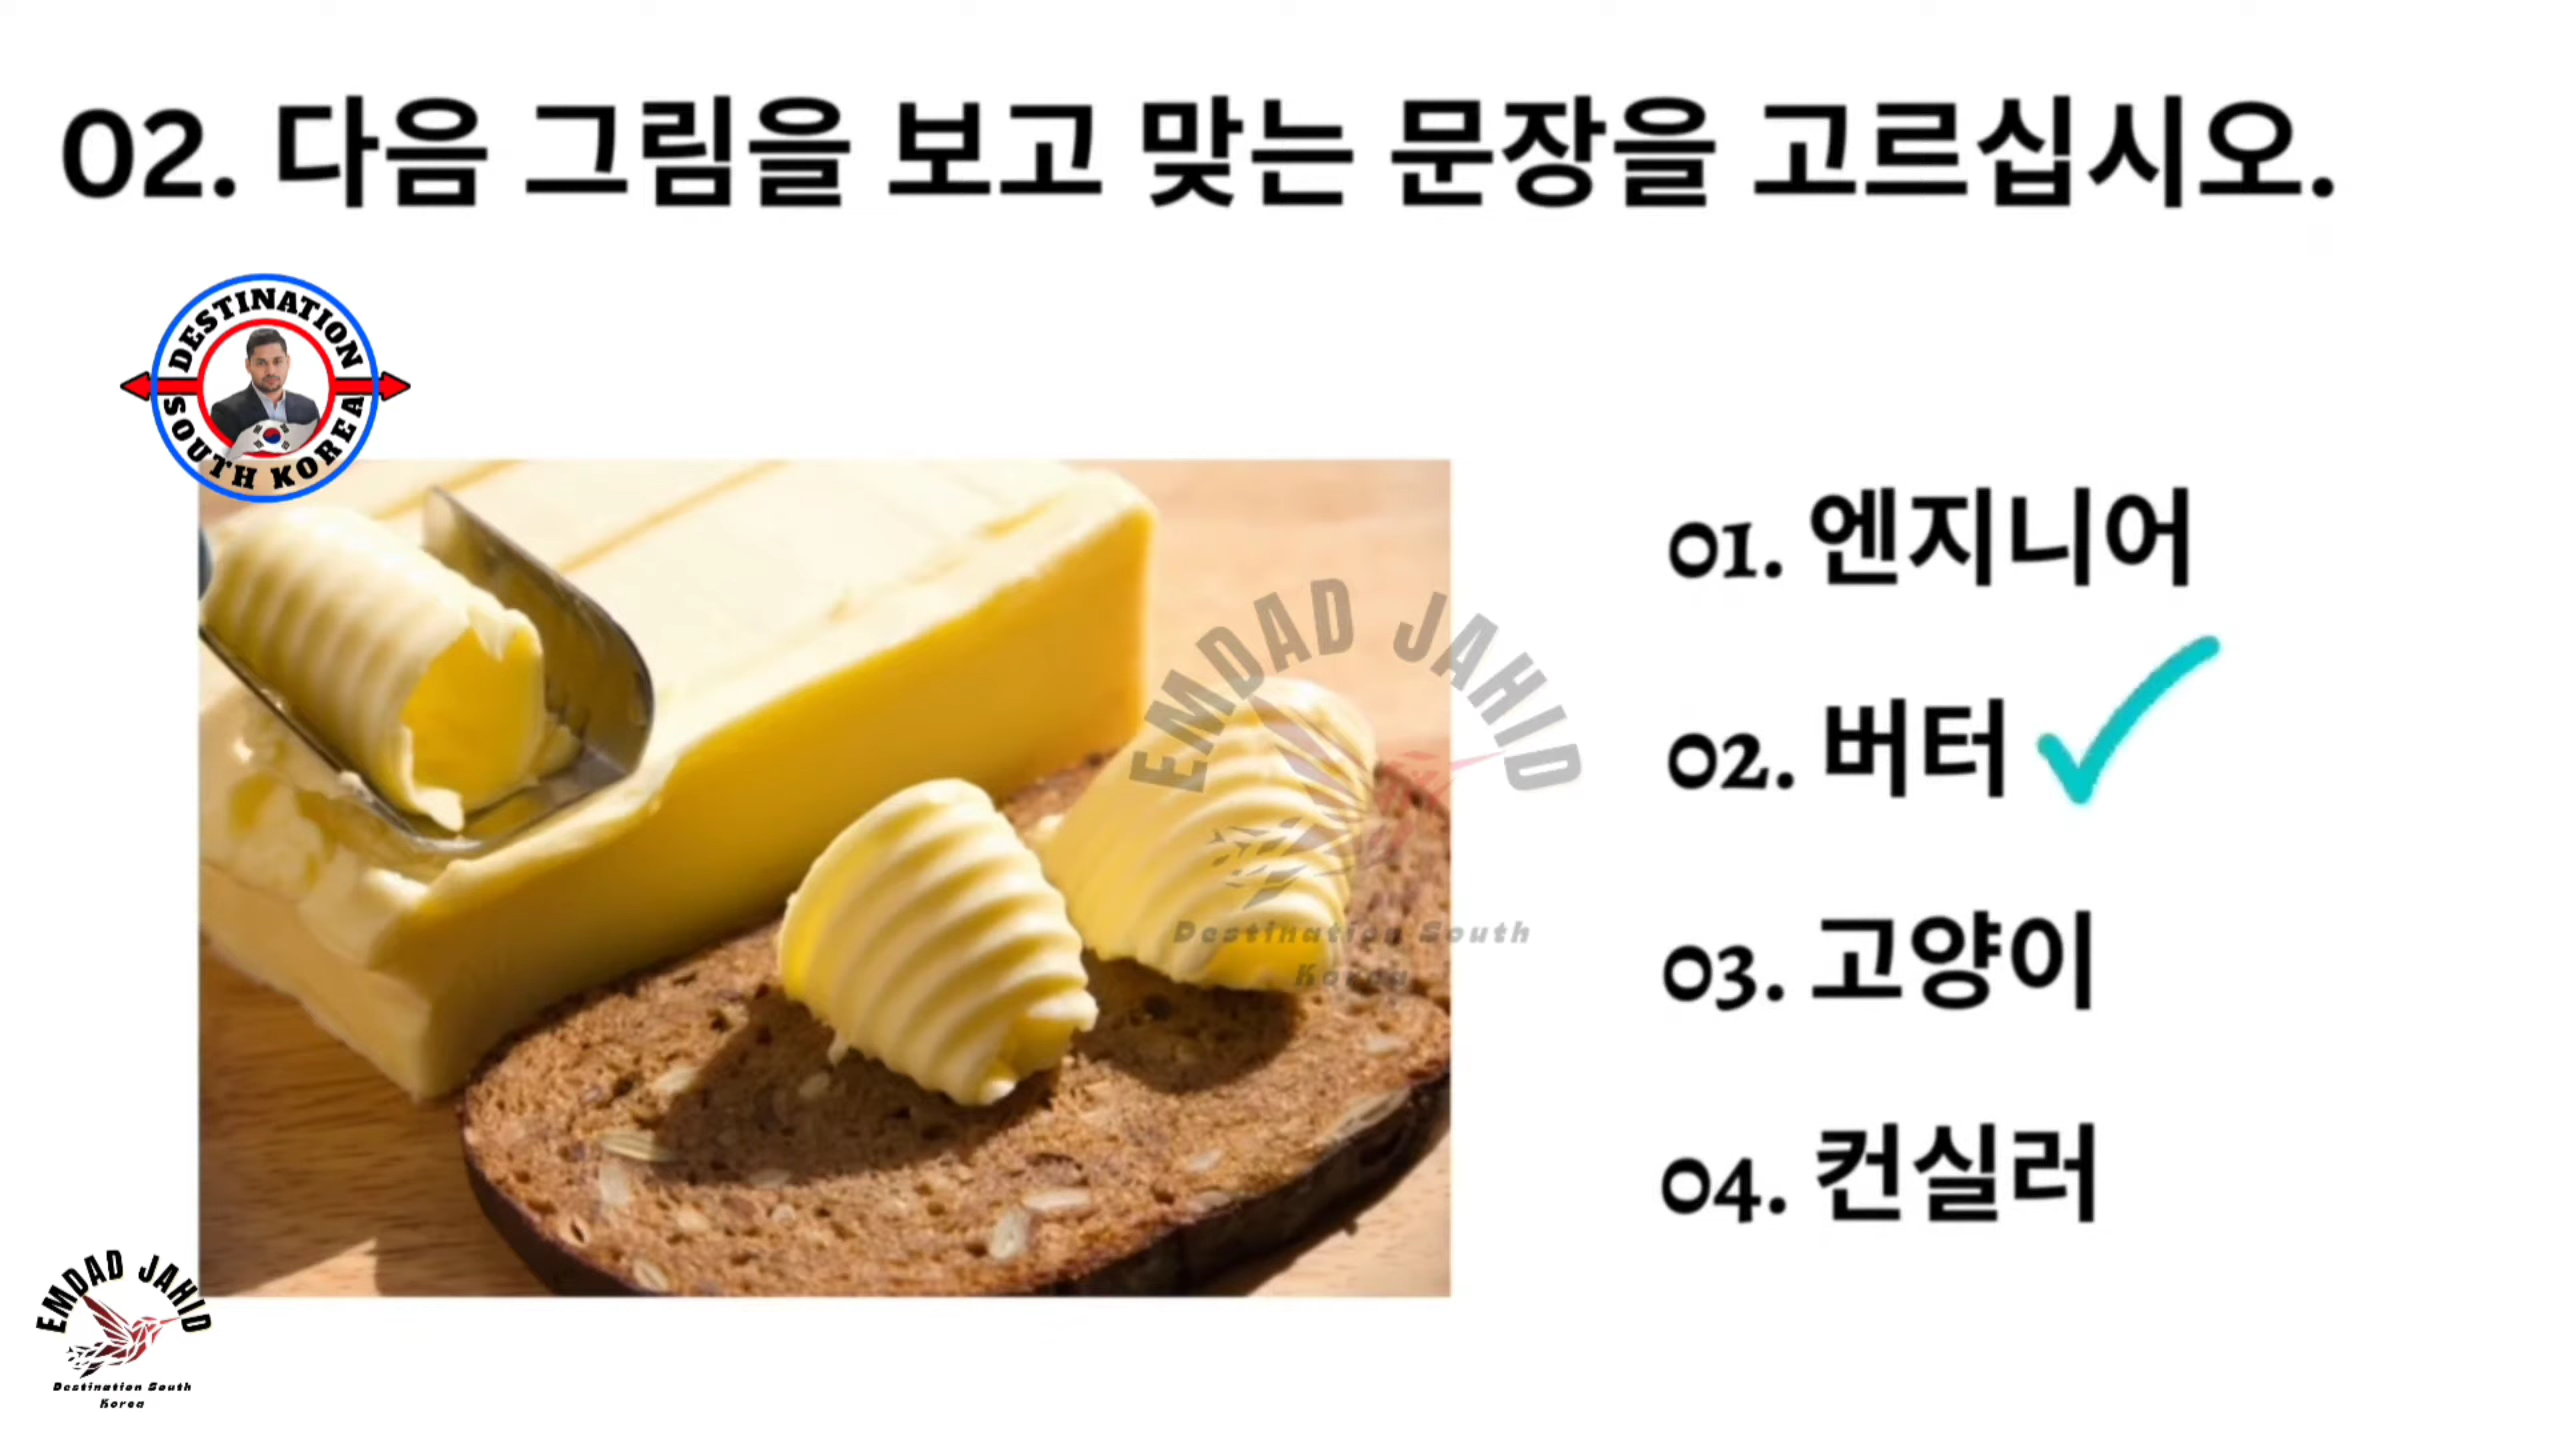 02. 다음 그림을 보고 맞는 문장을 고르십시오.
DESTINATION
SOUTH KOREA
01. 엔지니어
EMDAD JAHID
02. 버터
Destination South
Korea
03. 고양이
04. 컨실러
EMDAD JAHID
Destination South
Korea